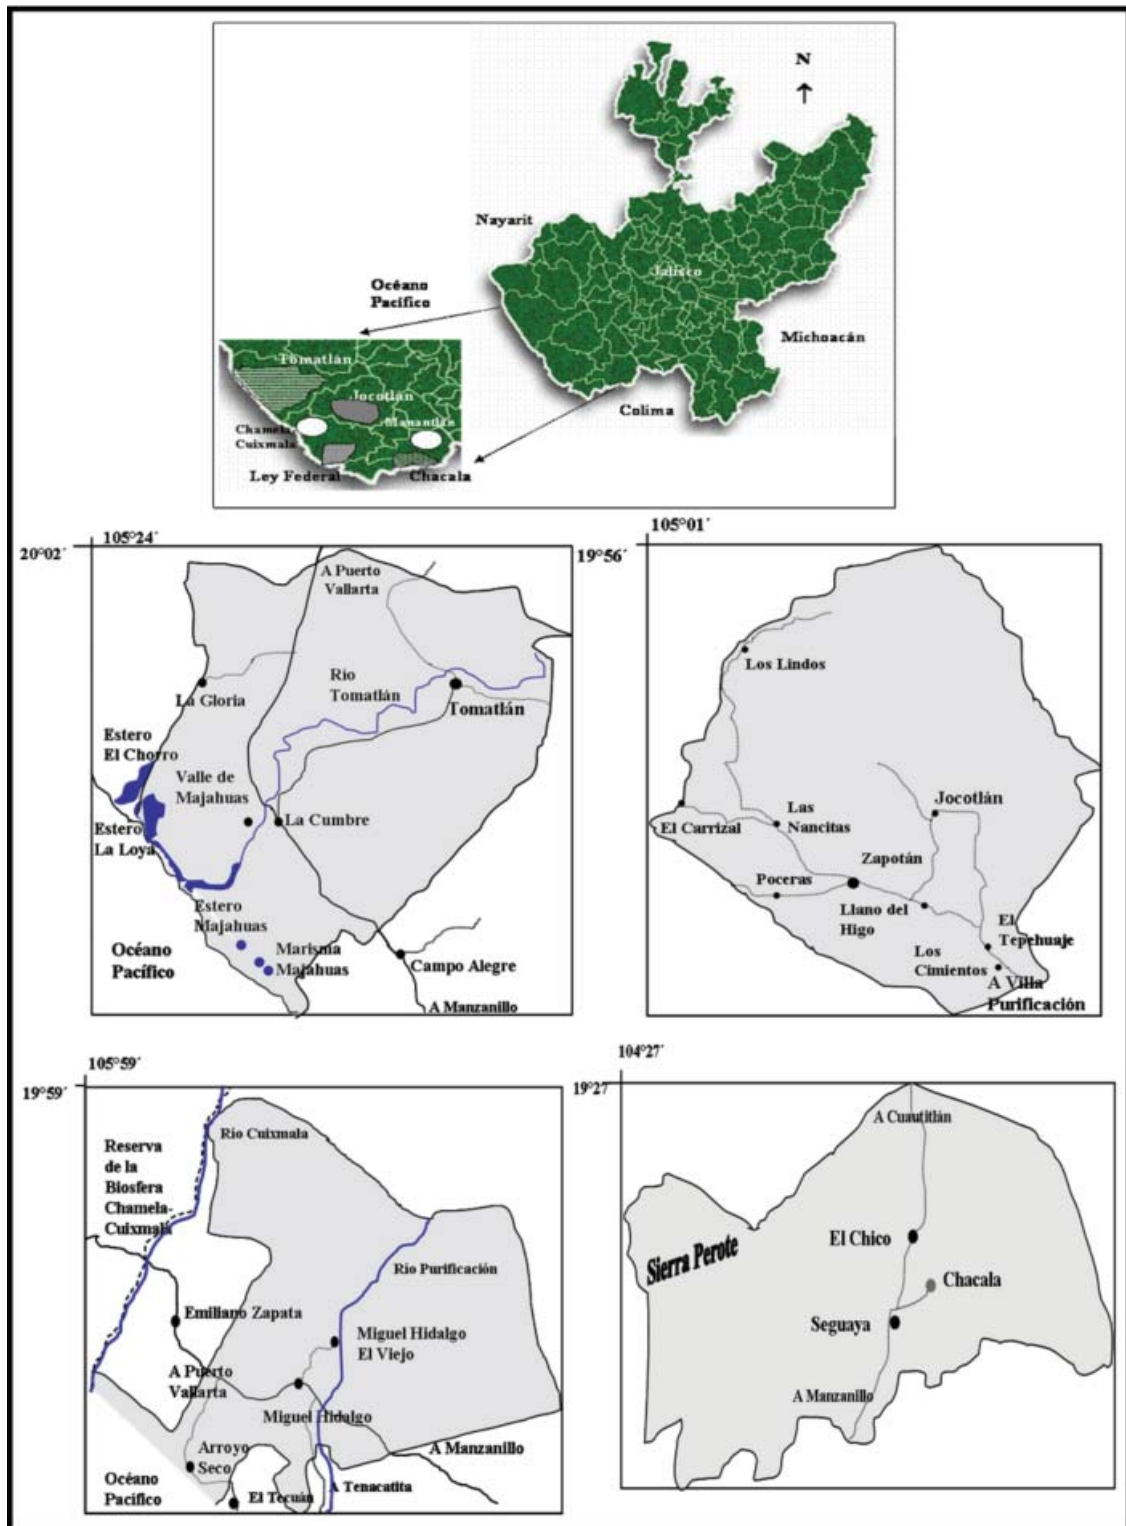 N
Nayarit
Jalisco
Océano
Pacífico
Michoacán
Colima
Tomatlán
Jocotlán
Manantlán
Chamela-
Cuixmala
Ley Federal
Chacala
105°24´
20°02´
A Puerto
Vallarta
Río
Tomatlán
La Gloria
Tomatlán
Estero
El Chorro
Valle de
Majahuas
La Cumbre
Estero
La Loya
Estero
Majahuas
Océano
Pacífico
Marisma
Majahuas
Campo Alegre
A Manzanillo
105°01´
19°56´
Los Lindos
Jocotlán
Las
Nancitas
El Carrizal
Zapotán
Poceras
Llano del
Higo
El
Tepehuaje
Los
Cimientos
A Villa
Purificación
105°59´
19°59´
Río Cuixmala
Reserva
de la
Biosfera
Chamela-
Cuixmala
Río Purificación
Emiliano Zapata
Miguel Hidalgo
El Viejo
A Puerto
Vallarta
Miguel Hidalgo
Arroyo
Seco
A Manzanillo
Océano
Pacífico
El Tecuán
A Tenacatita
104°27´
19°27´
A Cuautitlán
El Chico
Sierra Perote
Chacala
Seguaya
A Manzanillo